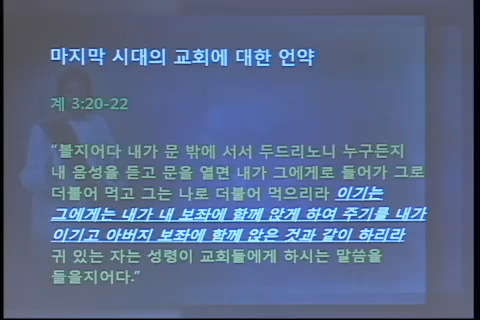 마지막 시대의 교회에 대한 언약
계 3:20-22
“볼지어다 내가 문 밖에 서서 두드리노니 누구든지
내 음성을 듣고 문을 열면 내가 그에게로 들어가 그로
더불어 먹고 그는 나로 더불어 먹으리라 이기는
그에게는 내가 내 보좌에 함께 앉게 하여 주기를 내가
이기고 아버지 보좌에 함께 앉은 것과 같이 하리라
귀 있는 자는 성령이 교회들에게 하시는 말씀을
들을지어다.”